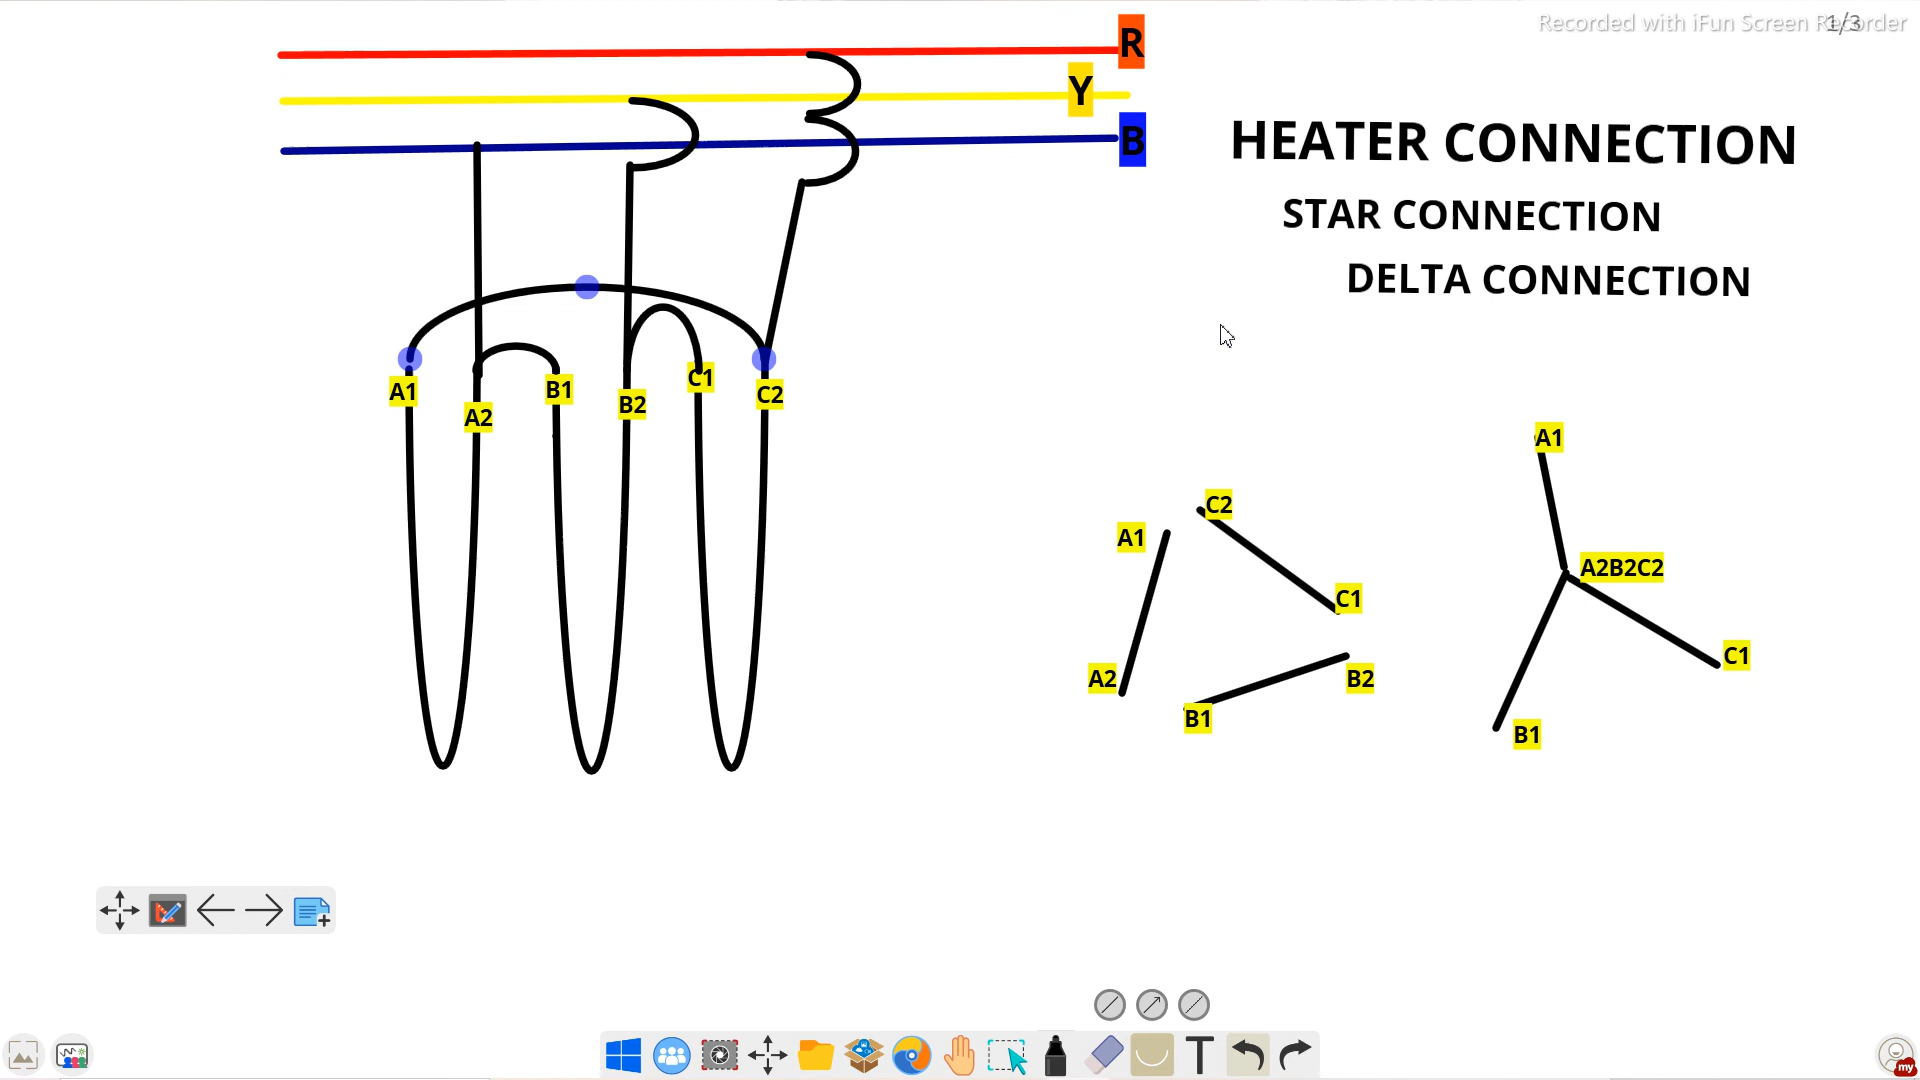 Recorded with iFun Screen Recorder
1/3
R
Y
B
HEATER CONNECTION
STAR CONNECTION
DELTA CONNECTION
A1
A2
B1
B2
C1
C2
A1
A2
C2
C1
B1
B2
A1
A2B2C2
C1
B1
T
my